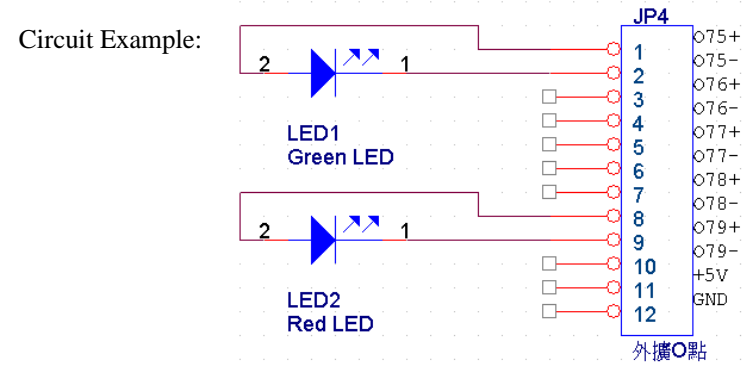 Circuit Example:
JP4
2
1
LED1
Green LED
2
1
LED2
Red LED
1
2
3
4
5
6
7
8
9
10
11
12
O75+
O75-
O76+
O76-
O77+
O77-
O78+
O78-
O79+
O79-
+5V
GND
外擴O點